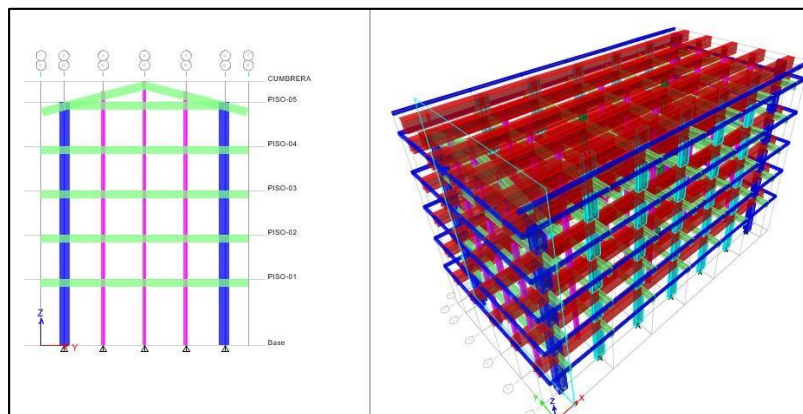 CUMBRERA
PISO-05
PISO-04
PISO-03
PISO-02
PISO-01
Z
Y
Base
Y
Z
X